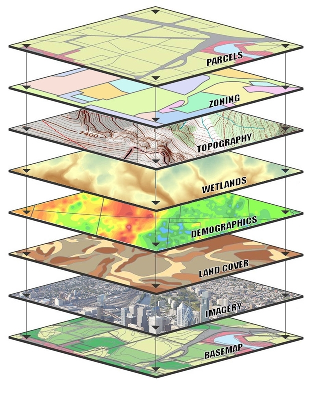 PARCELS
ZONING
TOPOGRAPHY
WETLANDS
DEMOGRAPHICS
LAND COVER
IMAGERY
BASEMAP